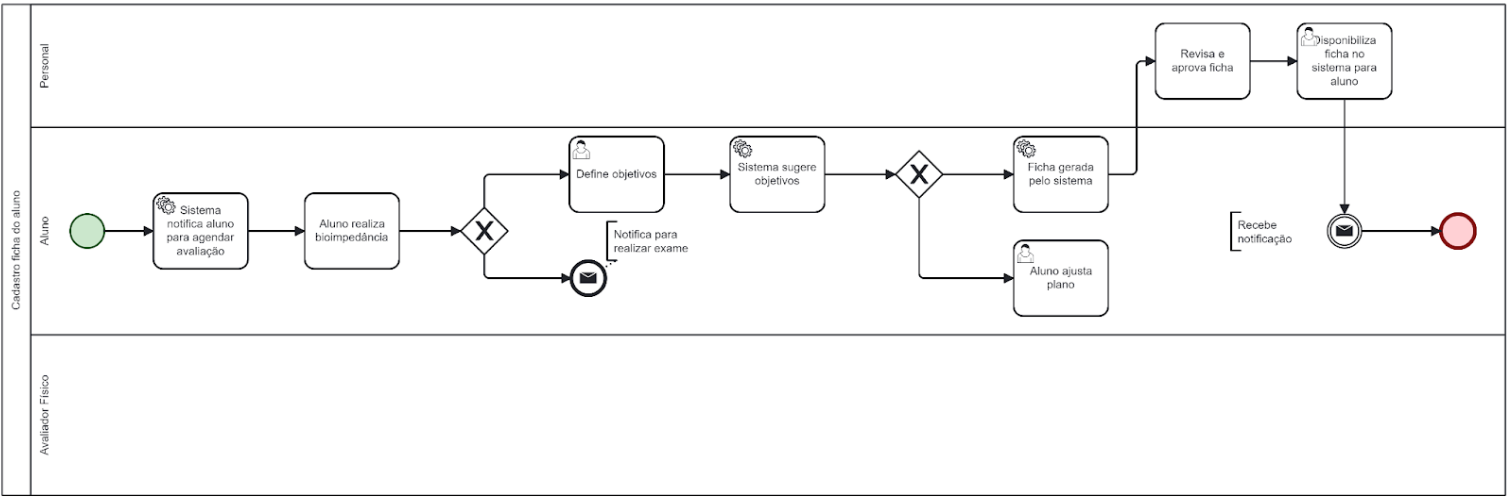 Cadastro ficha do aluno
Personal
Revisa e
aprova ficha
Disponibiliza
ficha no
sistema para
aluno
Aluno
Sistema
notifica aluno
para agendar
avaliação
Aluno realiza
bioimpedância
Define objetivos
Notifica para
realizar exame
Sistema sugere
objetivos
Ficha gerada
pelo sistema
Aluno ajusta
plano
Recebe
notificação
Avaliador Físico